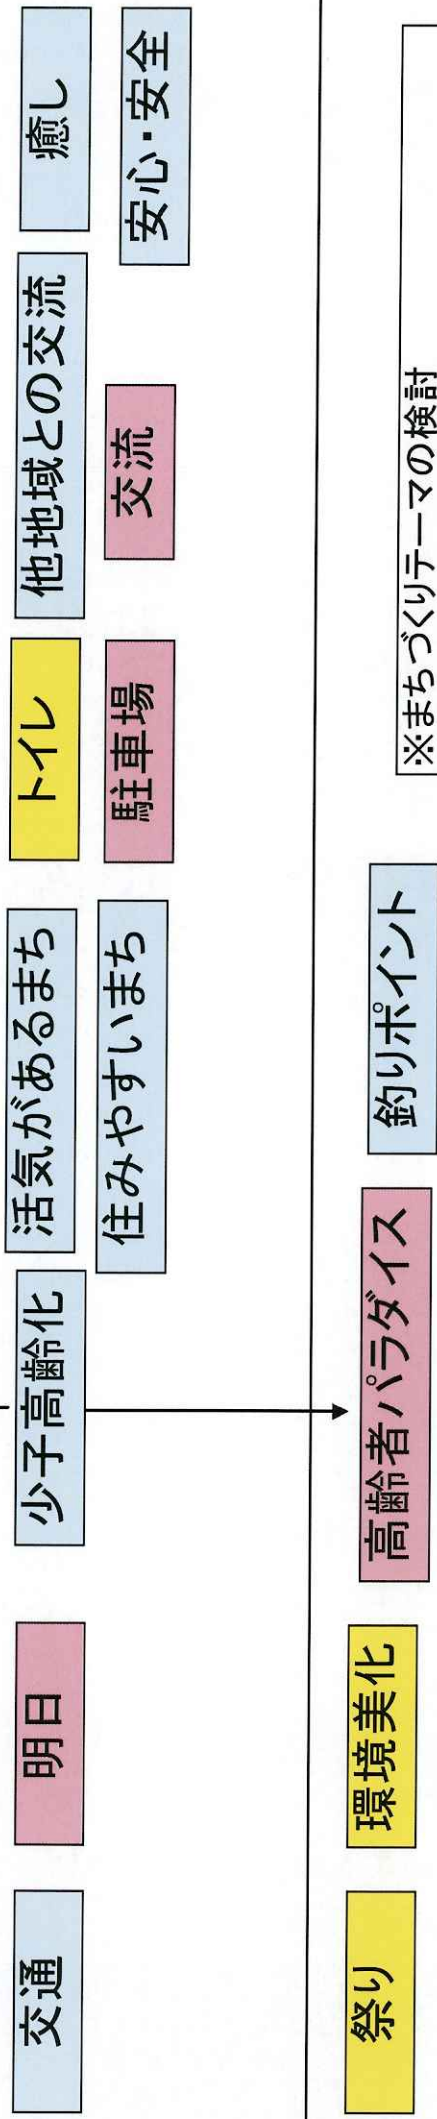 交通
明日
少子高齢化
活気があるまち
住みやすいまち
トイレ
駐車場
他地域との交流
交流
癒し
安心・安全
祭り
環境美化
高齢者パラダイス
釣りポイント
※まちづくりテーマの検討